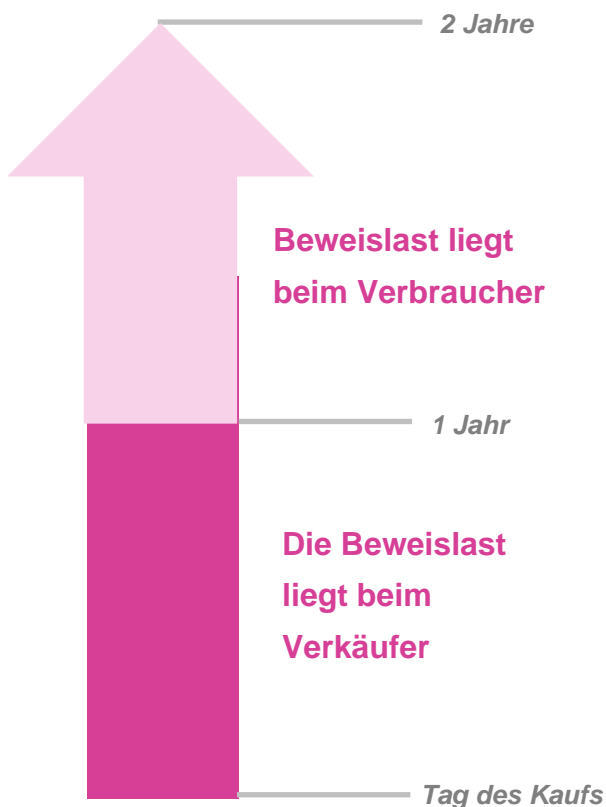 2 Jahre
Beweislast liegt
beim Verbraucher
1 Jahr
Die Beweislast
liegt beim
Verkäufer
Tag des Kaufs